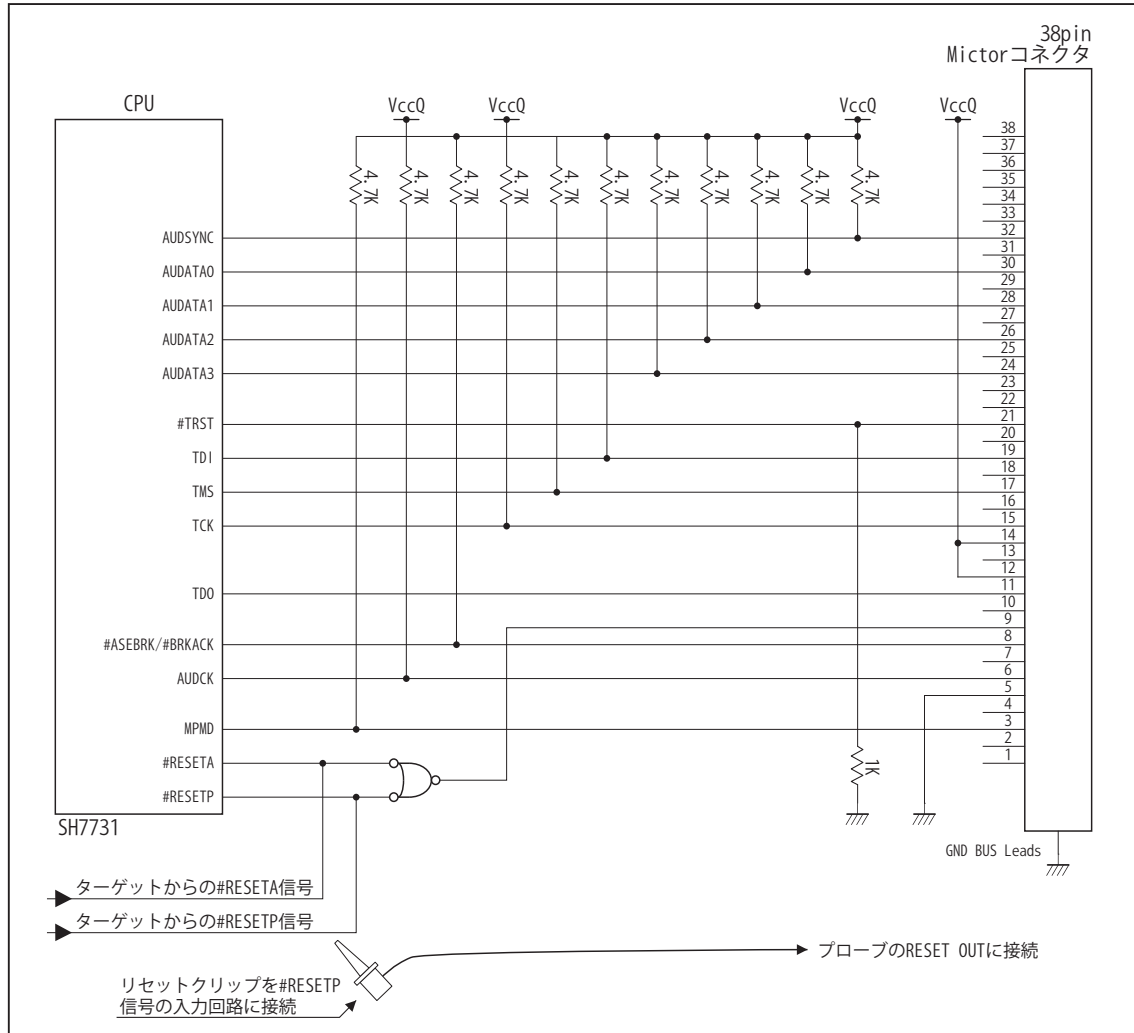 38pin
Mictorコネクタ
CPU
VccQ
VccQ
VccQ
VccQ
4.7K
4.7K
4.7K
4.7K
4.7K
4.7K
4.7K
4.7K
4.7K
4.7K
4.7K
38
37
36
35
34
33
AUDSYNC
32
31
AUDATA0
30
29
AUDATA1
28
27
AUDATA2
26
25
AUDATA3
24
23
22
#TRST
21
20
TDI
19
18
TMS
17
16
TCK
15
14
13
12
TDO
11
10
9
#ASEBRK/#BRKACK
8
7
AUDCK
6
5
4
MPMD
3
2
#RESETA
1
1K
#RESETP
SH7731
GND BUS Leads
ターゲットからの#RESETA信号
ターゲットからの#RESETP信号
プローブのRESET OUTに接続
リセットクリップを#RESETP
信号の入力回路に接続